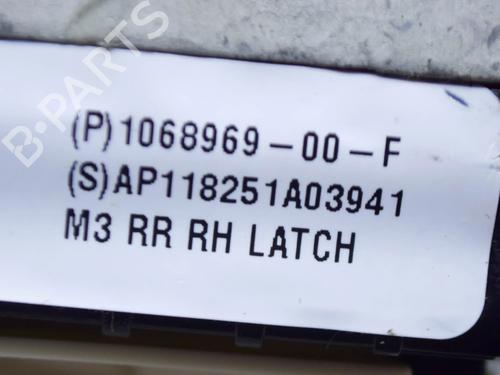 B-PARTS
(P)1068969-00-F
(S)AP118251A03941
M3 RR RH LATCH